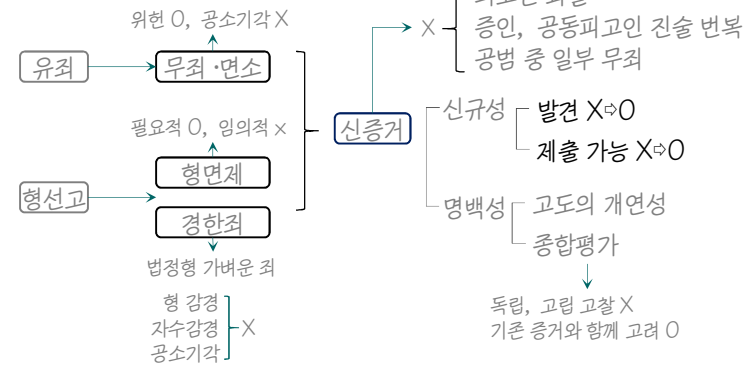 위헌 O, 공소기각 X
유죄
무죄·면소
필요적 O, 임의적 x
형면제
형선고
경한죄
법정형 가벼운 죄
형 감경
자수감경
공소기각
X
신증거
X
증인, 공동피고인 진술 번복
공범 중 일부 무죄
신규성
발견 X⇨O
제출 가능 X⇨O
명백성
고도의 개연성
종합평가
독립, 고립 고찰 X
기존 증거와 함께 고려 O